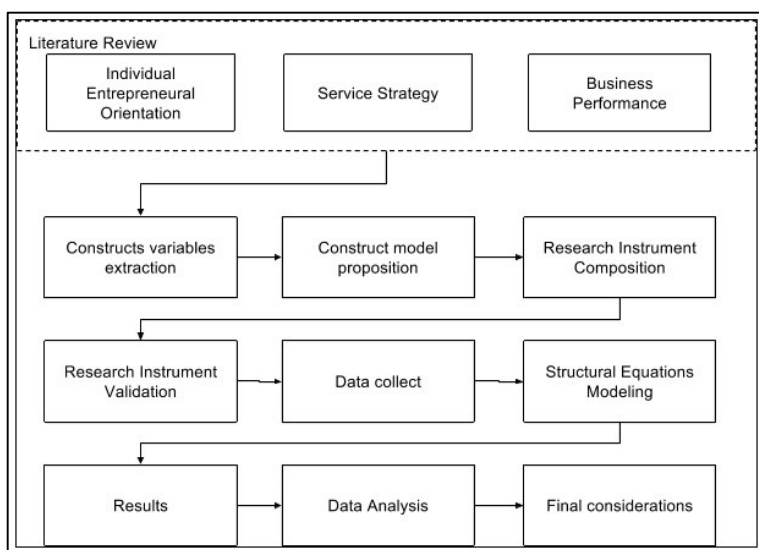 Literature Review
Individual
Entrepreneural
Orientation
Service Strategy
Business
Performance
Constructs variables
extraction
Construct model
proposition
Research Instrument
Composition
Research Instrument
Validation
Data collect
Structural Equations
Modeling
Results
Data Analysis
Final considerations